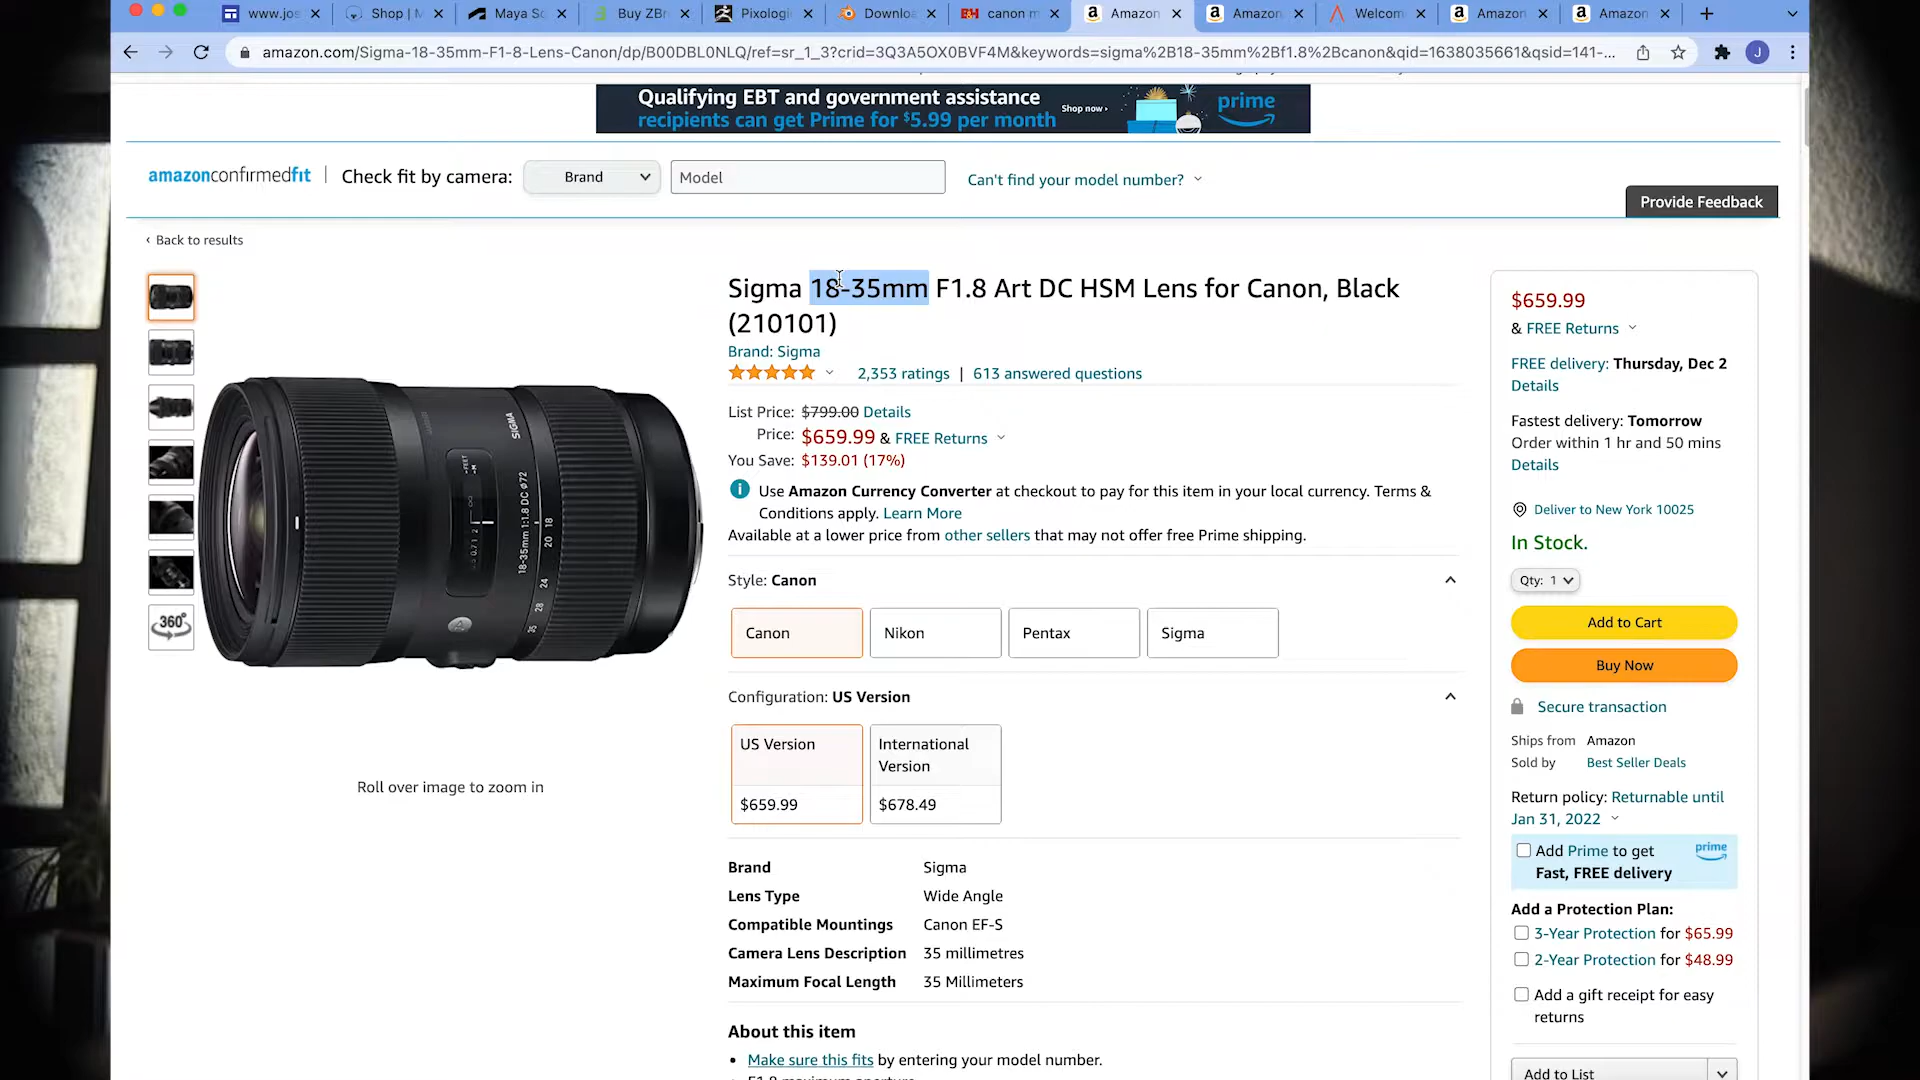 www.jos
Shop | M
Maya So
Buy ZBr
Pixologi
Downloa
canon m
Amazon
Amazon
Welcom
Amazon
Amazon
amazon.com/Sigma-18-35mm-F1-8-Lens-Canon/dp/B00DBL0NLQ/ref=sr_1_3?crid=3Q3A5OX0BVF4M&keywords=sigma%2B18-35mm%2Bf1.8%2Bcanon&qid=1638035661&qsid=141-...
J
Qualifying EBT and government assistance
recipients can get Prime for $5.99 per month
Shop now ›
prime
amazonconfirmedfit
Check fit by camera:
Brand
Model
Can't find your model number?
Provide Feedback
‹ Back to results
Sigma 18-35mm F1.8 Art DC HSM Lens for Canon, Black
(210101)
Brand: Sigma
2,353 ratings | 613 answered questions
List Price: $799.00 Details
Price: $659.99 & FREE Returns
You Save: $139.01 (17%)
Use Amazon Currency Converter at checkout to pay for this item in your local currency. Terms &
Conditions apply. Learn More
Available at a lower price from other sellers that may not offer free Prime shipping.
Style: Canon
Canon
Nikon
Pentax
Sigma
Configuration: US Version
US Version
$659.99
International
Version
$678.49
Brand Sigma
Lens Type Wide Angle
Compatible Mountings Canon EF-S
Camera Lens Description 35 millimetres
Maximum Focal Length 35 Millimeters
About this item
• Make sure this fits by entering your model number.
360°
SIGMA
18-35mm 1:1.8 DC ø72
18
20
24
28
35
A
Roll over image to zoom in
$659.99
& FREE Returns
FREE delivery: Thursday, Dec 2
Details
Fastest delivery: Tomorrow
Order within 1 hr and 50 mins
Details
Deliver to New York 10025
In Stock.
Qty: 1
Add to Cart
Buy Now
Secure transaction
Ships from Amazon
Sold by Best Seller Deals
Return policy: Returnable until
Jan 31, 2022
Add Prime to get
Fast, FREE delivery
prime
Add a Protection Plan:
3-Year Protection for $65.99
2-Year Protection for $48.99
Add a gift receipt for easy
returns
Add to List